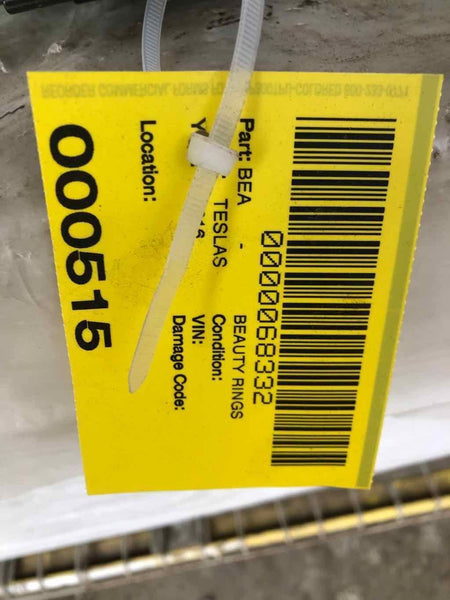 0000068332
Part: BEA - BEAUTY RINGS
TESLAS Condition:
VIN:
Location: Damage Code:
000515